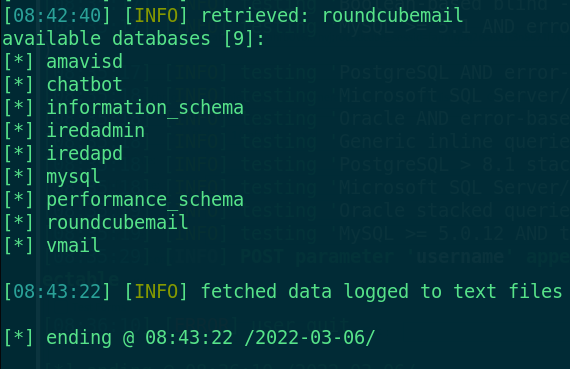 [08:42:40] [INFO] retrieved: roundcubemail
available databases [9]:
[*] amavisd
[*] chatbot
[*] information_schema
[*] iredadmin
[*] iredapd
[*] mysql
[*] performance_schema
[*] roundcubemail
[*] vmail
[08:43:22] [INFO] fetched data logged to text files
[*] ending @ 08:43:22 /2022-03-06/